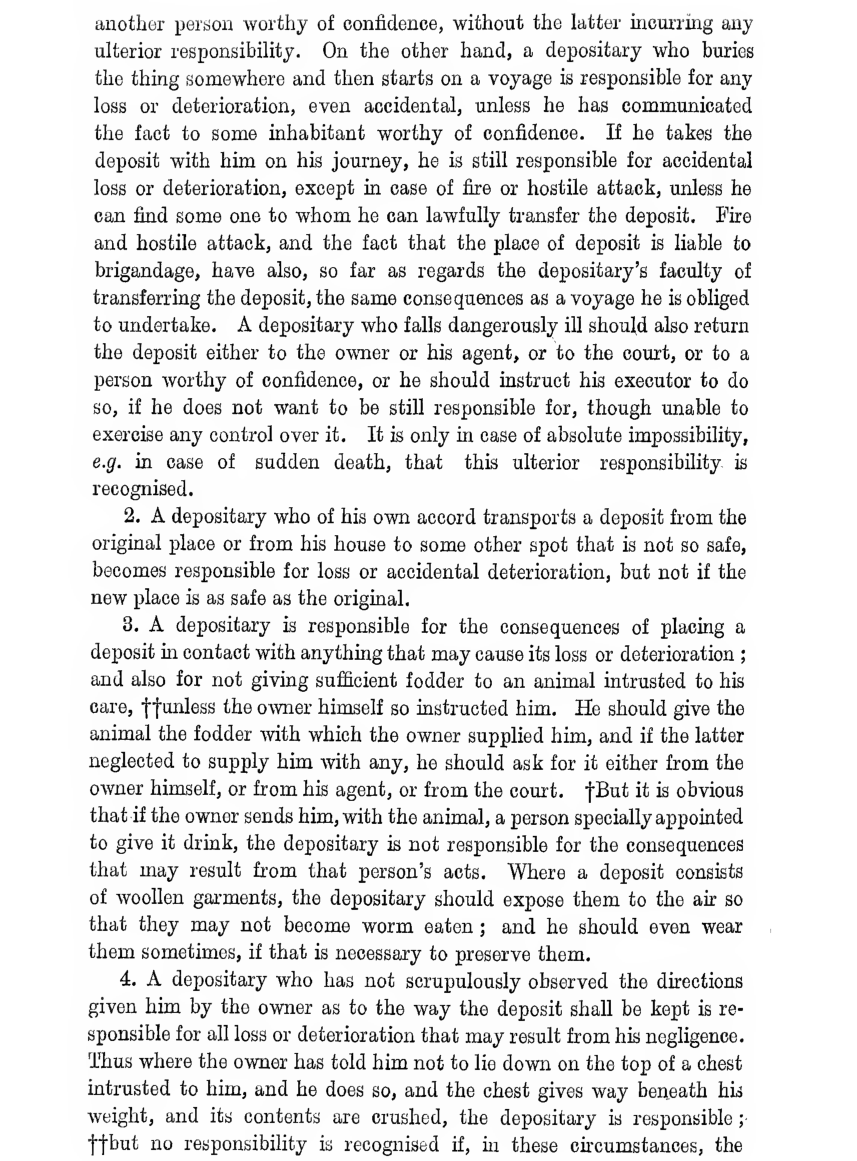 another person worthy of confidence, without the latter incurring any
ulterior responsibility. On the other hand, a depositary who buries
the thing somewhere and then starts on a voyage is responsible for any
loss or deterioration, even accidental, unless he has communicated
the fact to some inhabitant worthy of confidence. If he takes the
deposit with him on his journey, he is still responsible for accidental
loss or deterioration, except in case of fire or hostile attack, unless he
can find some one to whom he can lawfully transfer the deposit. Fire
and hostile attack, and the fact that the place of deposit is liable to
brigandage, have also, so far as regards the depositary's faculty of
transferring the deposit, the same consequences as a voyage he is obliged
to undertake. A depositary who falls dangerously ill should also return
the deposit either to the owner or his agent, or to the court, or to a
person worthy of confidence, or he should instruct his executor to do
so, if he does not want to be still responsible for, though unable to
exercise any control over it. It is only in case of absolute impossibility,
e.g. in case of sudden death, that this ulterior responsibility is
recognised.
2. A depositary who of his own accord transports a deposit from the
original place or from his house to some other spot that is not so safe,
becomes responsible for loss or accidental deterioration, but not if the
new place is as safe as the original.
3. A depositary is responsible for the consequences of placing a
deposit in contact with anything that may cause its loss or deterioration ;
and also for not giving sufficient fodder to an animal intrusted to his
care, ††unless the owner himself so instructed him. He should give the
animal the fodder with which the owner supplied him, and if the latter
neglected to supply him with any, he should ask for it either from the
owner himself, or from his agent, or from the court. †But it is obvious
that if the owner sends him, with the animal, a person specially appointed
to give it drink, the depositary is not responsible for the consequences
that may result from that person's acts. Where a deposit consists
of woollen garments, the depositary should expose them to the air so
that they may not become worm eaten ; and he should even wear
them sometimes, if that is necessary to preserve them.
4. A depositary who has not scrupulously observed the directions
given him by the owner as to the way the deposit shall be kept is re-
sponsible for all loss or deterioration that may result from his negligence.
Thus where the owner has told him not to lie down on the top of a chest
intrusted to him, and he does so, and the chest gives way beneath his
weight, and its contents are crushed, the depositary is responsible ;
††but no responsibility is recognised if, in these circumstances, the